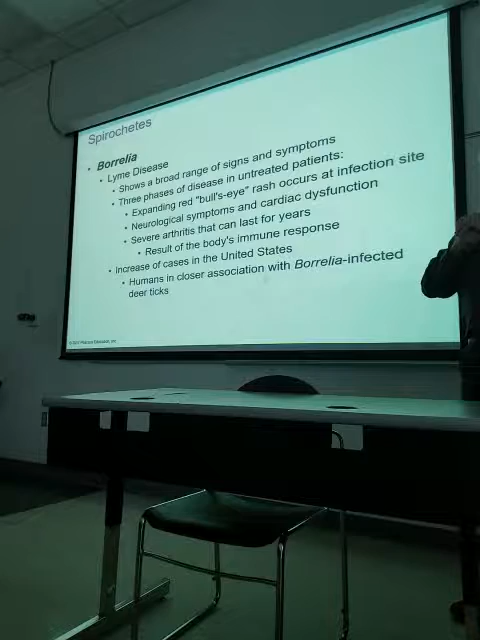 Spirochetes
• Borrelia
• Lyme Disease
• Shows a broad range of signs and symptoms
• Three phases of disease in untreated patients:
• Expanding red "bull's-eye" rash occurs at infection site
• Neurological symptoms and cardiac dysfunction
• Severe arthritis that can last for years
• Result of the body's immune response
• Increase of cases in the United States
• Humans in closer association with Borrelia-infected
deer ticks